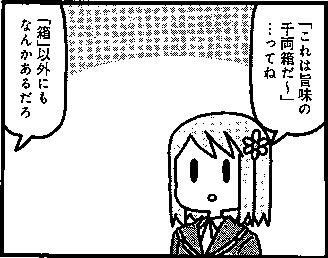 「これは旨味の
千両箱だ〜」
…ってね
「箱」以外にも
なんかあるだろ